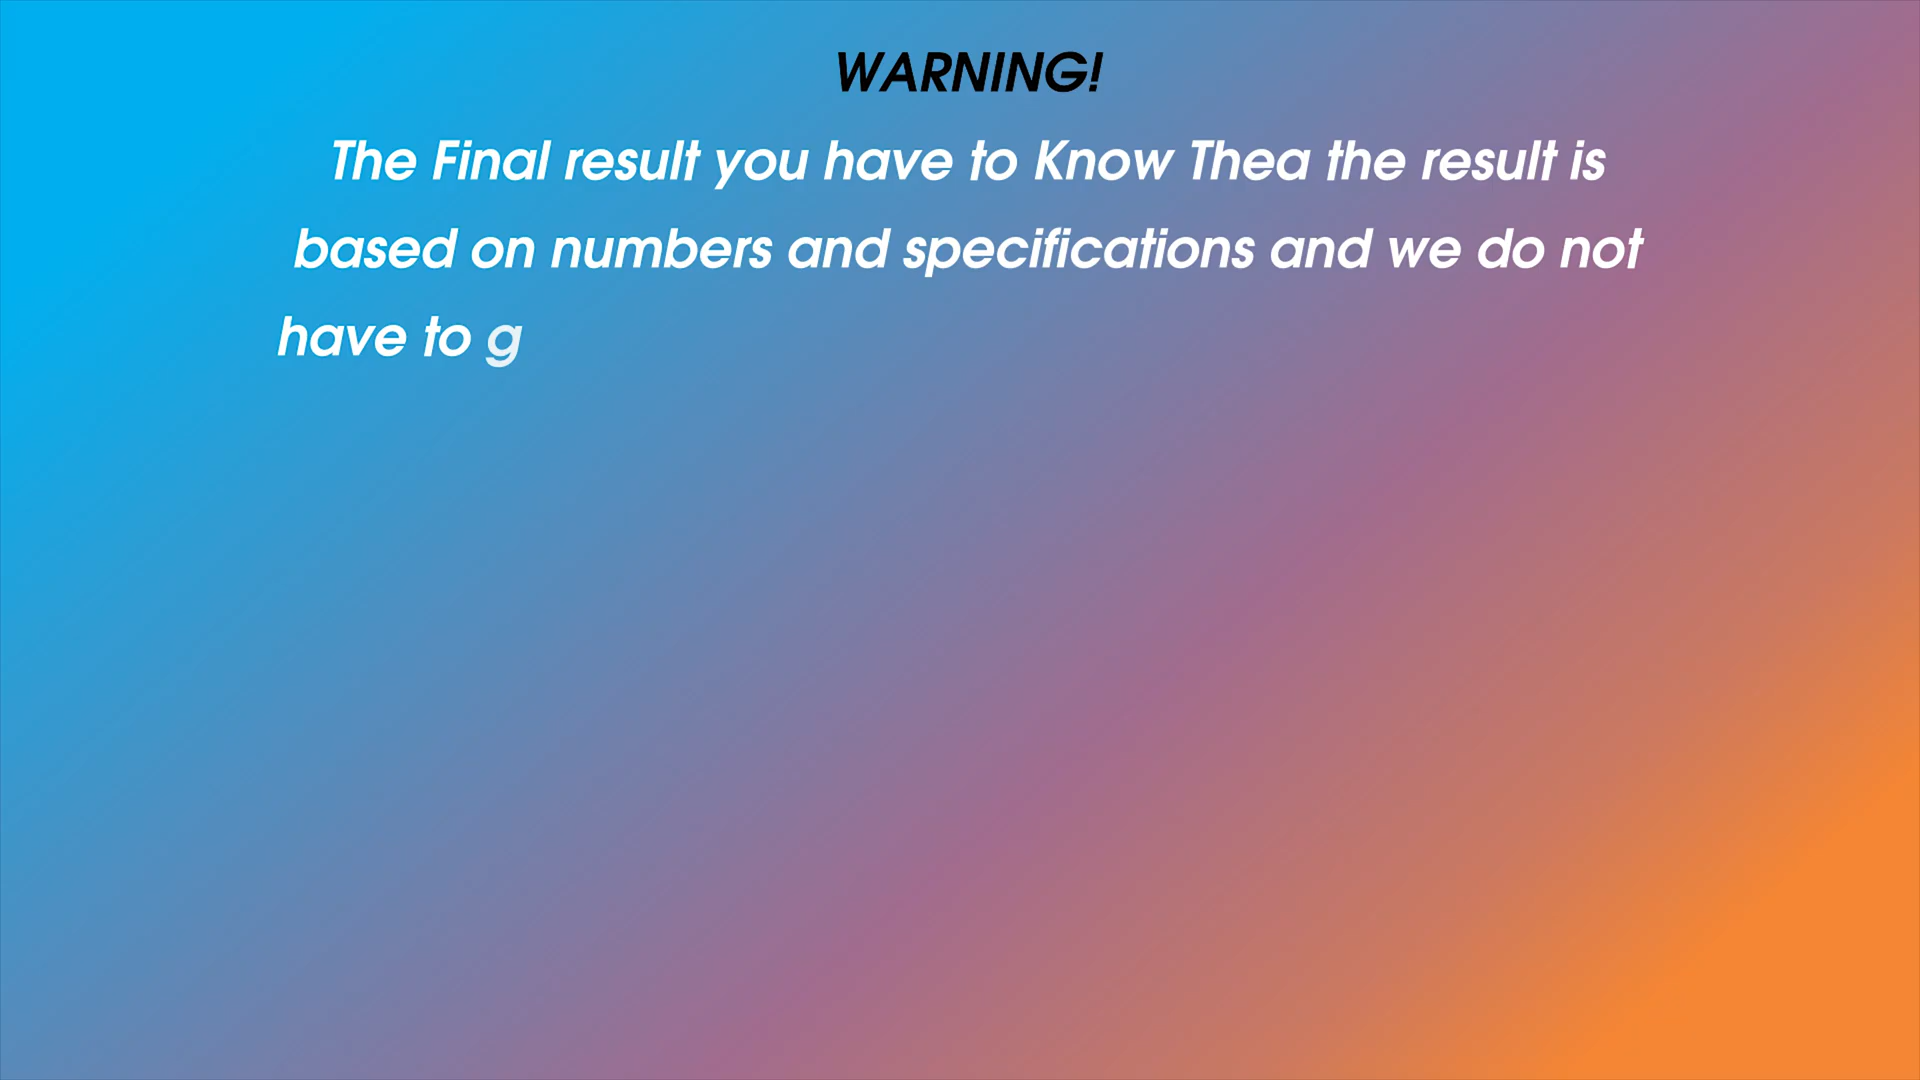 WARNING!
The Final result you have to Know Thea the result is
based on numbers and specifications and we do not
have to g